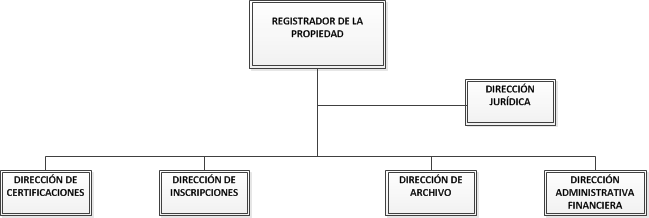 REGISTRADOR DE LA
PROPIEDAD
DIRECCIÓN
JURÍDICA
DIRECCIÓN DE
CERTIFICACIONES
DIRECCIÓN DE
INSCRIPCIONES
DIRECCIÓN DE
ARCHIVO
DIRECCIÓN
ADMINISTRATIVA
FINANCIERA